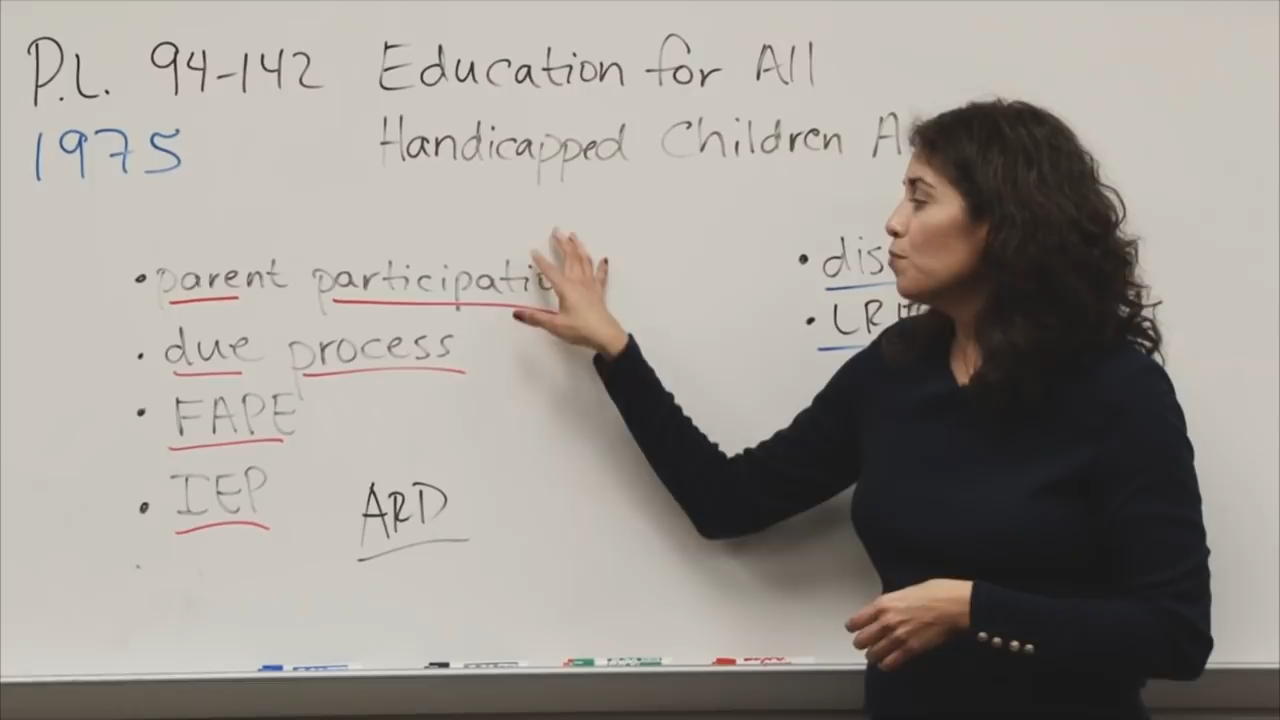 P.L. 94-142 Education for All
1975 Handicapped Children
• parent
• due process
• FAPE
• IEP
ARD